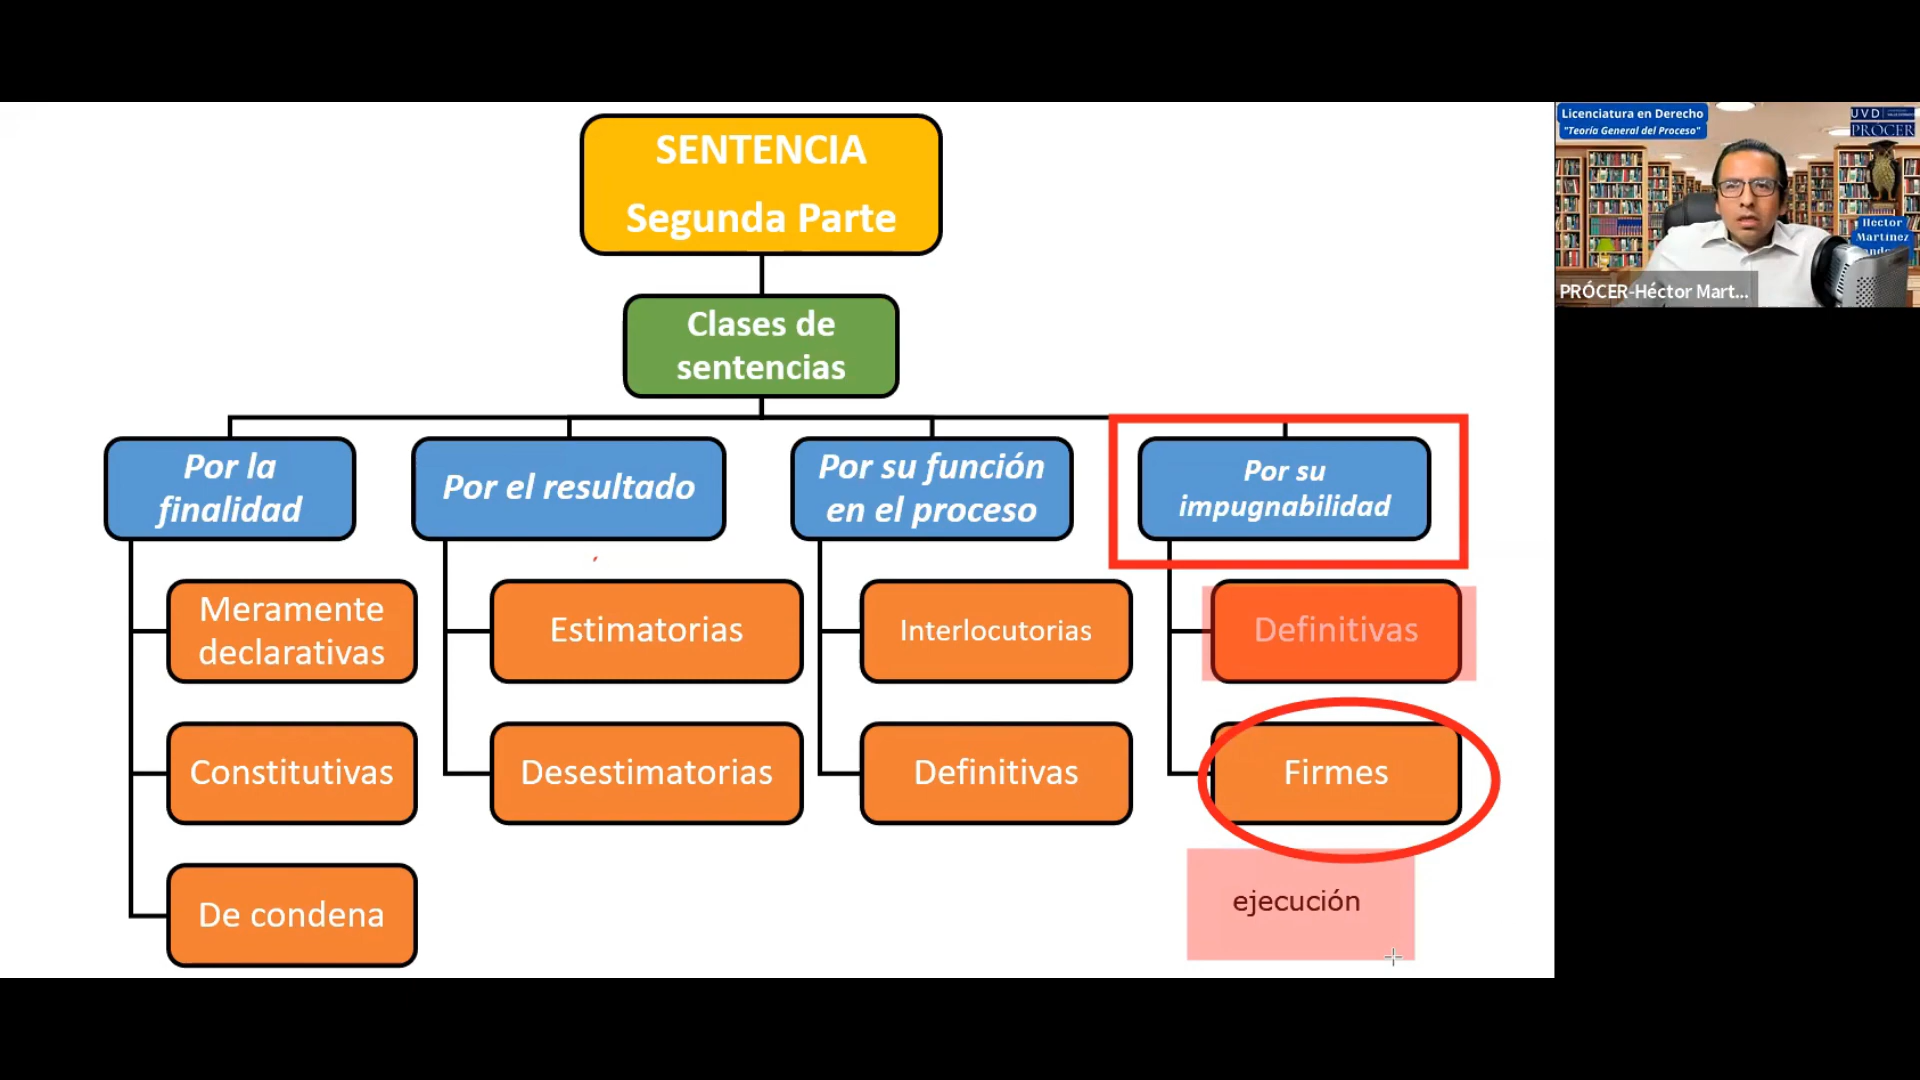 SENTENCIA
Segunda Parte
Clases de
sentencias
Por la
finalidad
Por el resultado
Por su función
en el proceso
Por su
impugnabilidad
Meramente
declarativas
Estimatorias
Interlocutorias
Definitivas
Constitutivas
Desestimatorias
Definitivas
Firmes
De condena
ejecución
Licenciatura en Derecho
"Teoría General del Proceso"
UVD
PROCER
Héctor
Martínez
PRÓCER-Héctor Mart...